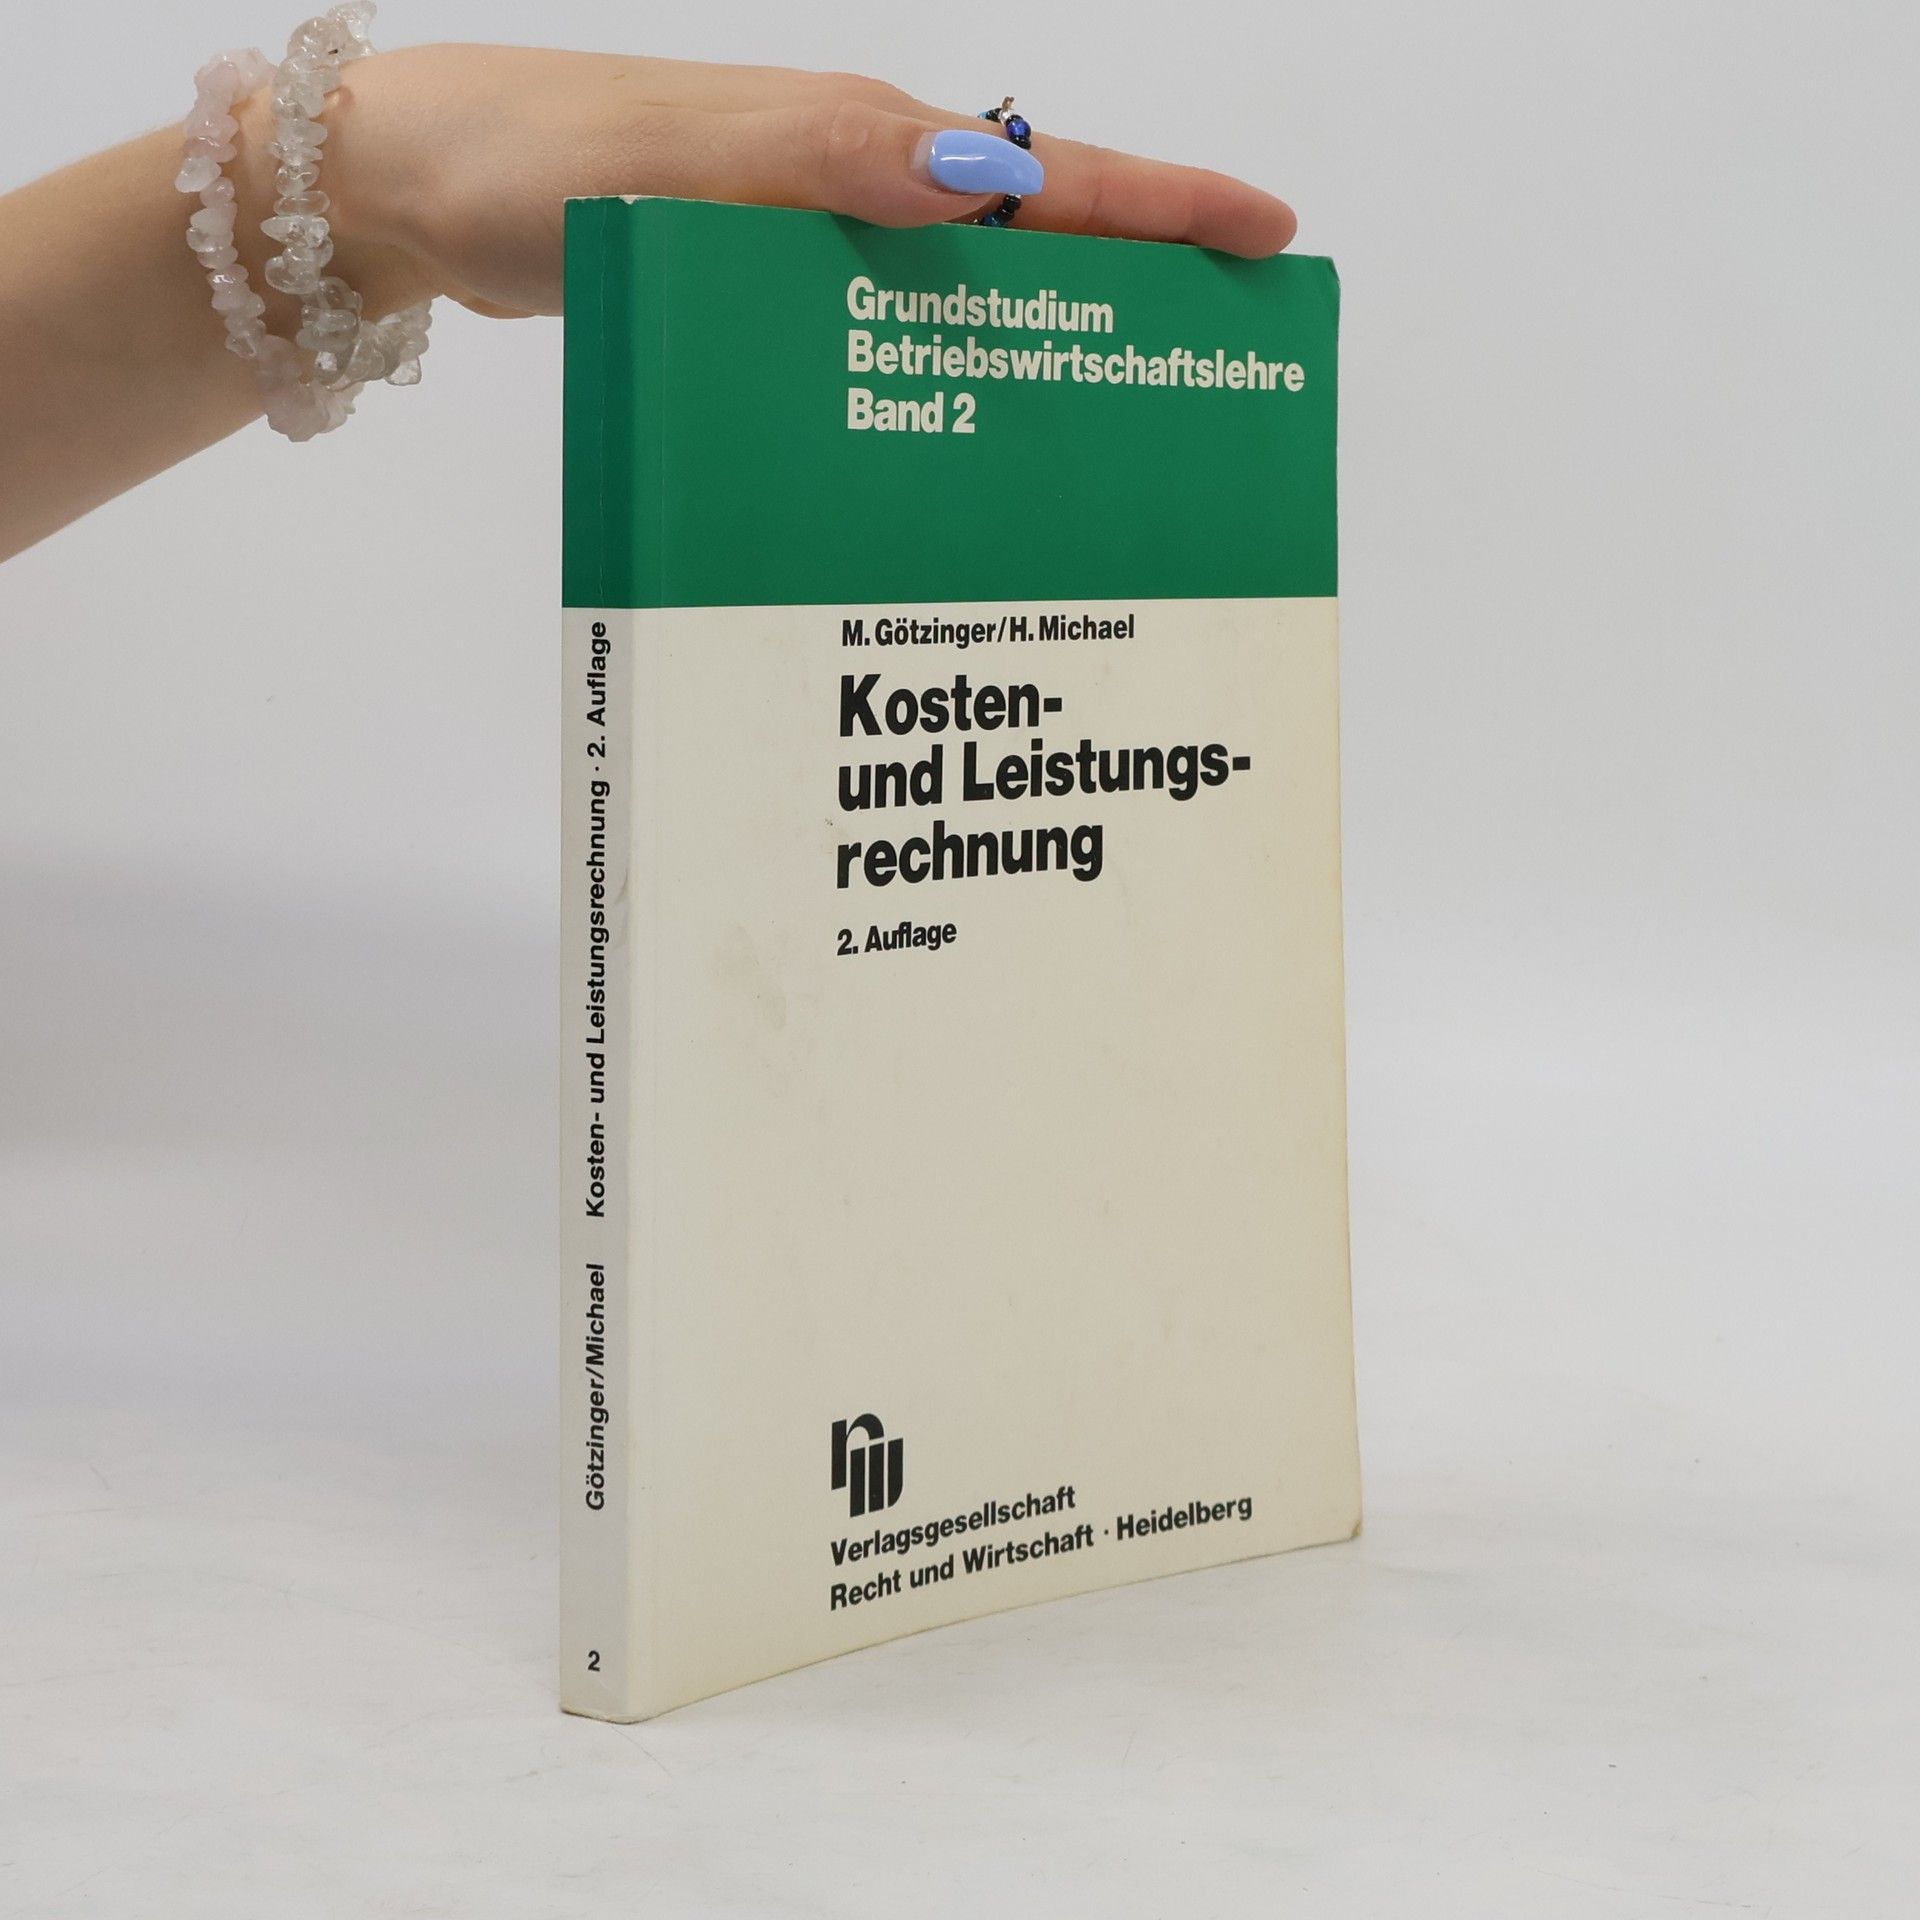 Grundstudium
Betriebswirtschaftslehre
Band 2
M. Götzinger/H. Michael
Kosten-
und Leistungs-
rechnung
2. Auflage
rw
Verlagsgesellschaft
Recht und Wirtschaft · Heidelberg
Götzinger/Michael Kosten- und Leistungsrechnung · 2. Auflage
2